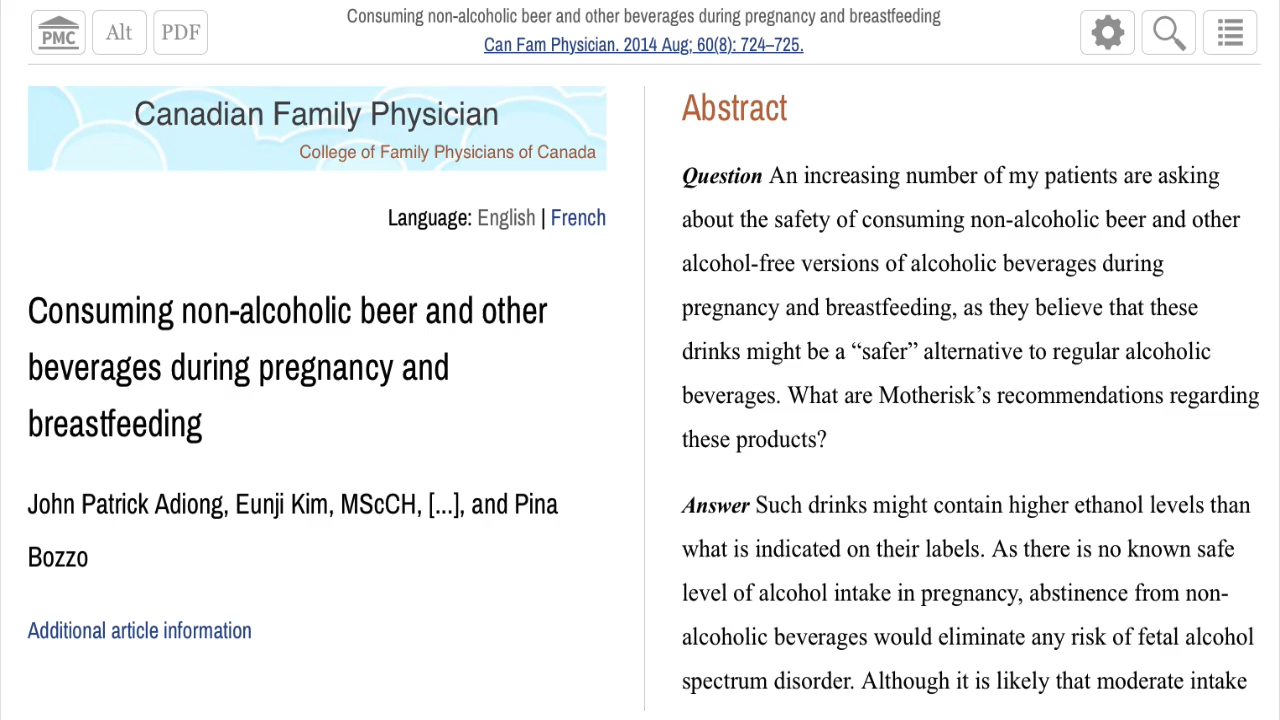 PMC
Alt
PDF
Consuming non-alcoholic beer and other beverages during pregnancy and breastfeeding
Can Fam Physician. 2014 Aug; 60(8): 724–725.
Canadian Family Physician
College of Family Physicians of Canada
Language: English | French
Consuming non-alcoholic beer and other
beverages during pregnancy and
breastfeeding
John Patrick Adiong, Eunji Kim, MScCH, [...], and Pina
Bozzo
Additional article information
Abstract
Question An increasing number of my patients are asking
about the safety of consuming non-alcoholic beer and other
alcohol-free versions of alcoholic beverages during
pregnancy and breastfeeding, as they believe that these
drinks might be a “safer” alternative to regular alcoholic
beverages. What are Motherisk’s recommendations regarding
these products?
Answer Such drinks might contain higher ethanol levels than
what is indicated on their labels. As there is no known safe
level of alcohol intake in pregnancy, abstinence from non-
alcoholic beverages would eliminate any risk of fetal alcohol
spectrum disorder. Although it is likely that moderate intake